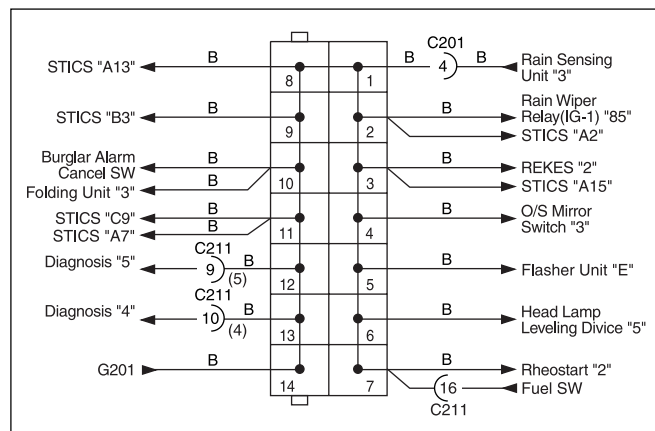 C201
STICS "A13" B 8 1 B 4 B Rain Sensing
Unit "3"
STICS "B3" B 9 2 B Rain Wiper
Relay(IG-1) "85"
STICS "A2"
Burglar Alarm
Cancel SW B 10 3 B REKES "2"
Folding Unit "3" B STICS "A15"
STICS "C9" B 11 4 B O/S Mirror
Switch "3"
STICS "A7" B
C211
Diagnosis "5" 9 B (5) 12 5 B Flasher Unit "E"
C211
Diagnosis "4" 10 B (4) 13 6 B Head Lamp
Leveling Divice "5"
G201 B 14 7 B Rheostart "2"
16 Fuel SW
C211